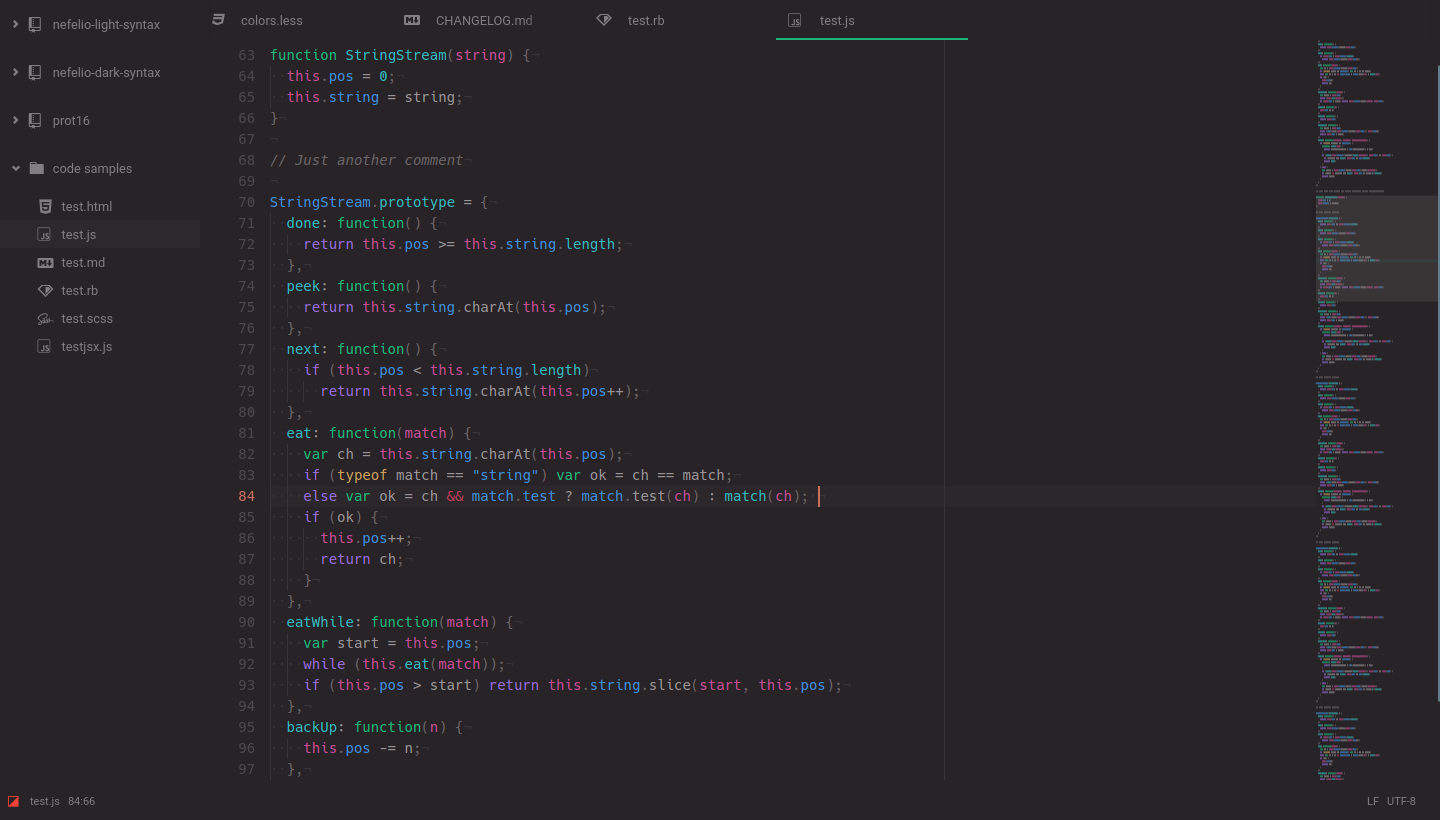 nefelio-light-syntax
nefelio-dark-syntax
prot16
code samples
test.html
test.js
test.md
test.rb
test.scss
testjsx.js
colors.less
CHANGELOG.md
test.rb
test.js
63 function StringStream(string) {
64   this.pos = 0;
65   this.string = string;
66 }
67
68 // Just another comment
69
70 StringStream.prototype = {
71   done: function() {
72     return this.pos >= this.string.length;
73   },
74   peek: function() {
75     return this.string.charAt(this.pos);
76   },
77   next: function() {
78     if (this.pos < this.string.length)
79       return this.string.charAt(this.pos++);
80   },
81   eat: function(match) {
82     var ch = this.string.charAt(this.pos);
83     if (typeof match == "string") var ok = ch == match;
84     else var ok = ch && match.test ? match.test(ch) : match(ch);
85     if (ok) {
86       this.pos++;
87       return ch;
88     }
89   },
90   eatWhile: function(match) {
91     var start = this.pos;
92     while (this.eat(match));
93     if (this.pos > start) return this.string.slice(start, this.pos);
94   },
95   backUp: function(n) {
96     this.pos -= n;
97   },
test.js 84:66
LF UTF-8